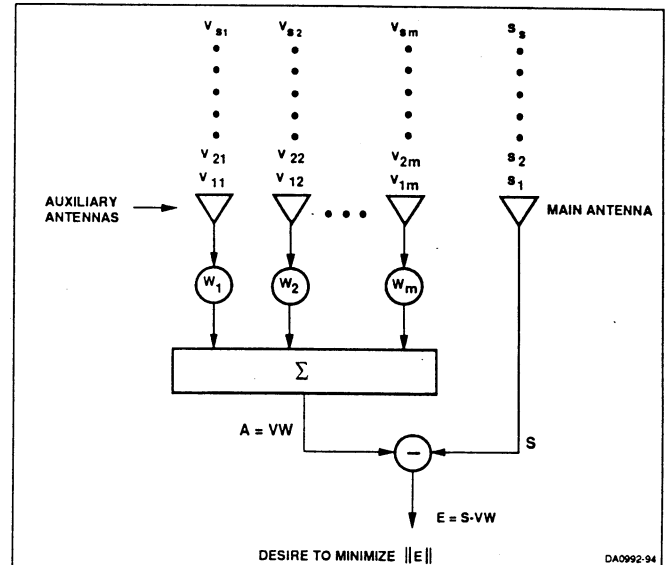 V s1 V s2 V sm S s
V 21 V 22 V 2m S 2
V 11 V 12 V 1m S 1
AUXILIARY ANTENNAS
MAIN ANTENNA
W 1 W 2 W m
Σ
A = VW
S
−
E = S-VW
DESIRE TO MINIMIZE ||E||
DA0992-94